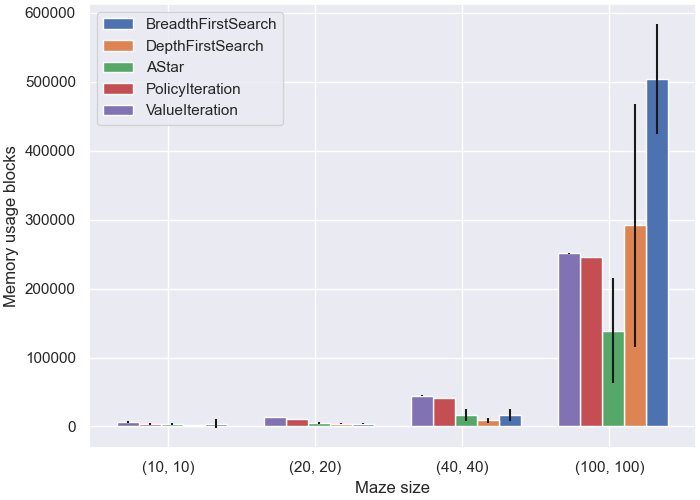 600000
500000
400000
300000
200000
100000
0
Memory usage blocks
BreadthFirstSearch
DepthFirstSearch
AStar
PolicyIteration
ValueIteration
(10, 10)
(20, 20)
(40, 40)
(100, 100)
Maze size